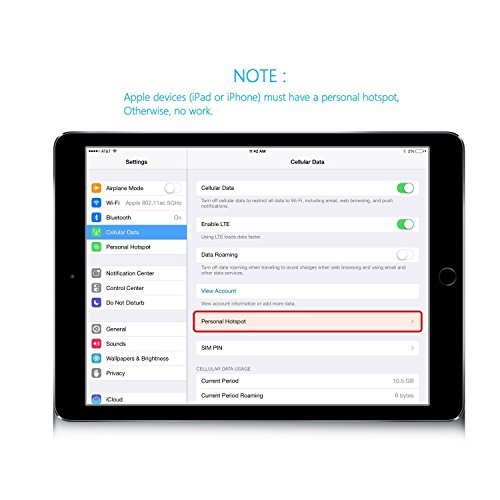 NOTE :
Apple devices (iPad or iPhone) must have a personal hotspot,
Otherwise, no work.
AT&T
11:42 AM
2%
Settings
Cellular Data
Airplane Mode
Wi-Fi Apple 802.11ac 5GHz
Bluetooth On
Cellular Data
Personal Hotspot
Notification Center
Control Center
Do Not Disturb
General
Sounds
Wallpapers & Brightness
Privacy
iCloud
Cellular Data
Turn off cellular data to restrict all data to Wi-Fi, including email, web browsing, and push
notifications.
Enable LTE
Using LTE loads data faster.
Data Roaming
Turn off data roaming when traveling to avoid charges when web browsing and using email and
other data services.
View Account
View account information or add more data.
Personal Hotspot
SIM PIN
CELLULAR DATA USAGE
Current Period 10.5 GB
Current Period Roaming 0 bytes